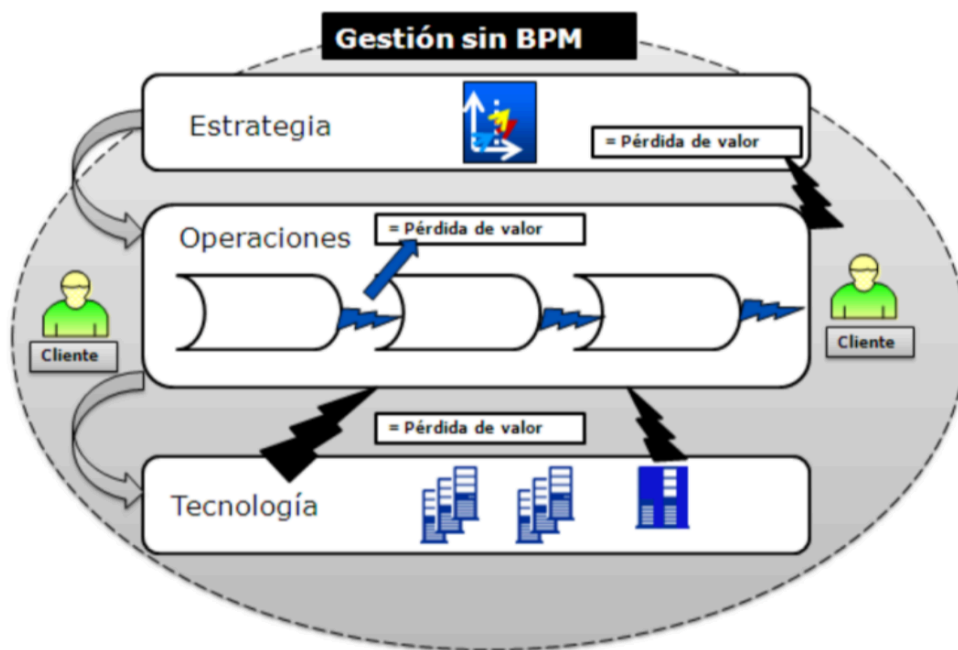 Gestión sin BPM
Estrategia
= Pérdida de valor
Operaciones
= Pérdida de valor
Cliente
Cliente
= Pérdida de valor
Tecnología